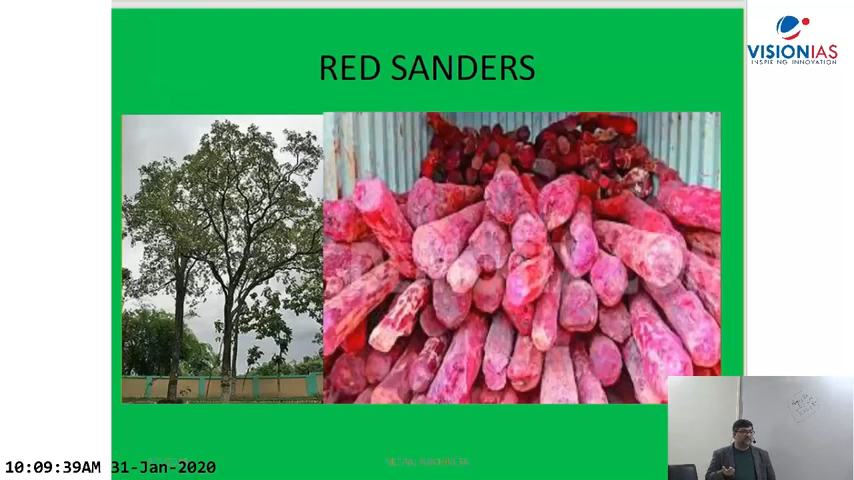 RED SANDERS
VISIONIAS
INSPIRING INNOVATION
10:09:39AM 31-Jan-2020